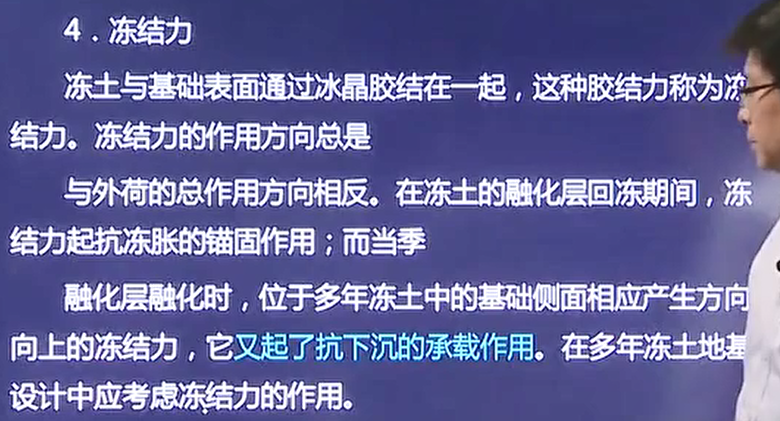 4．冻结力
冻土与基础表面通过冰晶胶结在一起，这种胶结力称为冻
结力。冻结力的作用方向总是
与外荷的总作用方向相反。在冻土的融化层回冻期间，冻
结力起抗冻胀的锚固作用；而当季
融化层融化时，位于多年冻土中的基础侧面相应产生方向
向上的冻结力，它又起了抗下沉的承载作用。在多年冻土地基
设计中应考虑冻结力的作用。